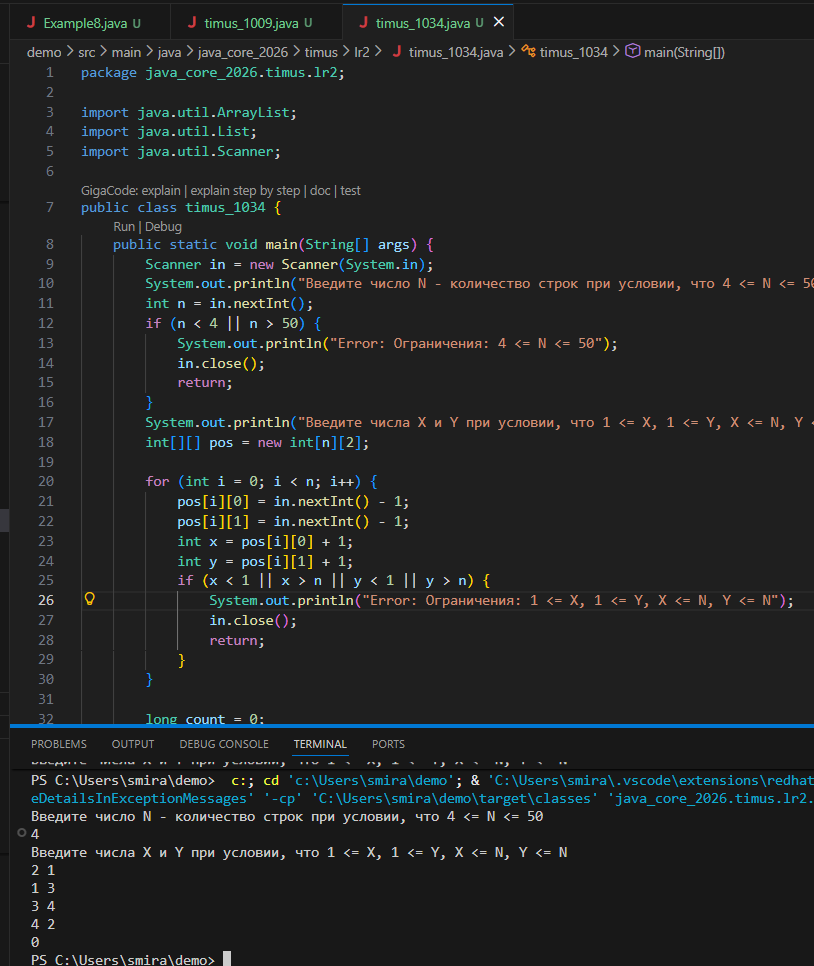 Example8.java U timus_1009.java U timus_1034.java U
demo > src > main > java > java_core_2026 > timus > lr2 > timus_1034.java > timus_1034 > main(String[])
1 package java_core_2026.timus.lr2;
2
3 import java.util.ArrayList;
4 import java.util.List;
5 import java.util.Scanner;
6
GigaCode: explain | explain step by step | doc | test
7 public class timus_1034 {
Run | Debug
8 public static void main(String[] args) {
9 Scanner in = new Scanner(System.in);
10 System.out.println("Введите число N - количество строк при условии, что 4 <= N <= 50
11 int n = in.nextInt();
12 if (n < 4 || n > 50) {
13 System.out.println("Error: Ограничения: 4 <= N <= 50");
14 in.close();
15 return;
16 }
17 System.out.println("Введите числа X и Y при условии, что 1 <= X, 1 <= Y, X <= N, Y <
18 int[][] pos = new int[n][2];
19
20 for (int i = 0; i < n; i++) {
21 pos[i][0] = in.nextInt() - 1;
22 pos[i][1] = in.nextInt() - 1;
23 int x = pos[i][0] + 1;
24 int y = pos[i][1] + 1;
25 if (x < 1 || x > n || y < 1 || y > n) {
26 System.out.println("Error: Ограничения: 1 <= X, 1 <= Y, X <= N, Y <= N");
27 in.close();
28 return;
29 }
30 }
31
32 long count = 0;
PROBLEMS OUTPUT DEBUG CONSOLE TERMINAL PORTS
Введите числа X и Y при условии, что 1 <= X, 1 <= Y, X <= N, Y <= N
PS C:\Users\smira\demo> c:; cd 'c:\Users\smira\demo'; & 'C:\Users\smira\.vscode\extensions\redhat
eDetailsInExceptionMessages' '-cp' 'C:\Users\smira\demo\target\classes' 'java_core_2026.timus.lr2.
Введите число N - количество строк при условии, что 4 <= N <= 50
4
Введите числа X и Y при условии, что 1 <= X, 1 <= Y, X <= N, Y <= N
2 1
1 3
3 4
4 2
0
PS C:\Users\smira\demo>